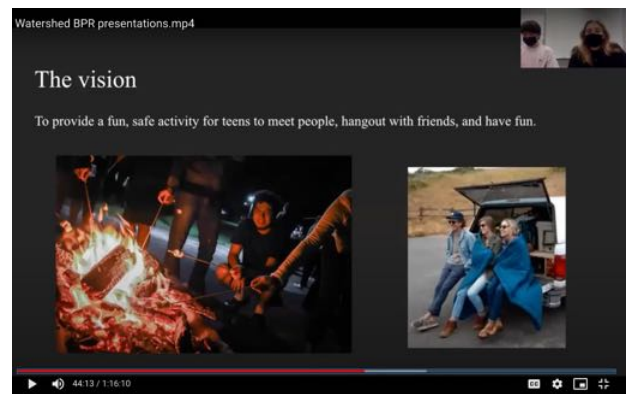 Watershed BPR presentations.mp4
The vision
To provide a fun, safe activity for teens to meet people, hangout with friends, and have fun.
44:13 / 1:16:10
CC